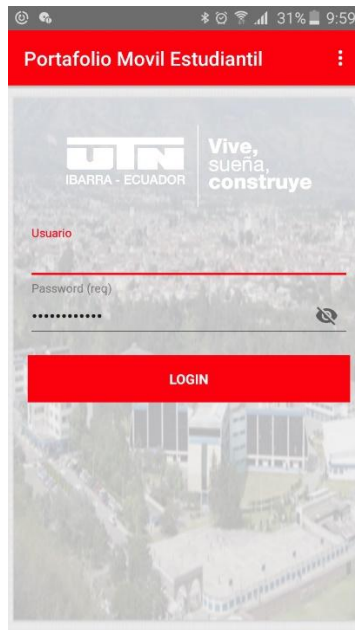 31% 9:59
Portafolio Movil Estudiantil
UTN
IBARRA - ECUADOR
Vive,
sueña,
construye
Usuario
Password (req)
••••••••••••
LOGIN